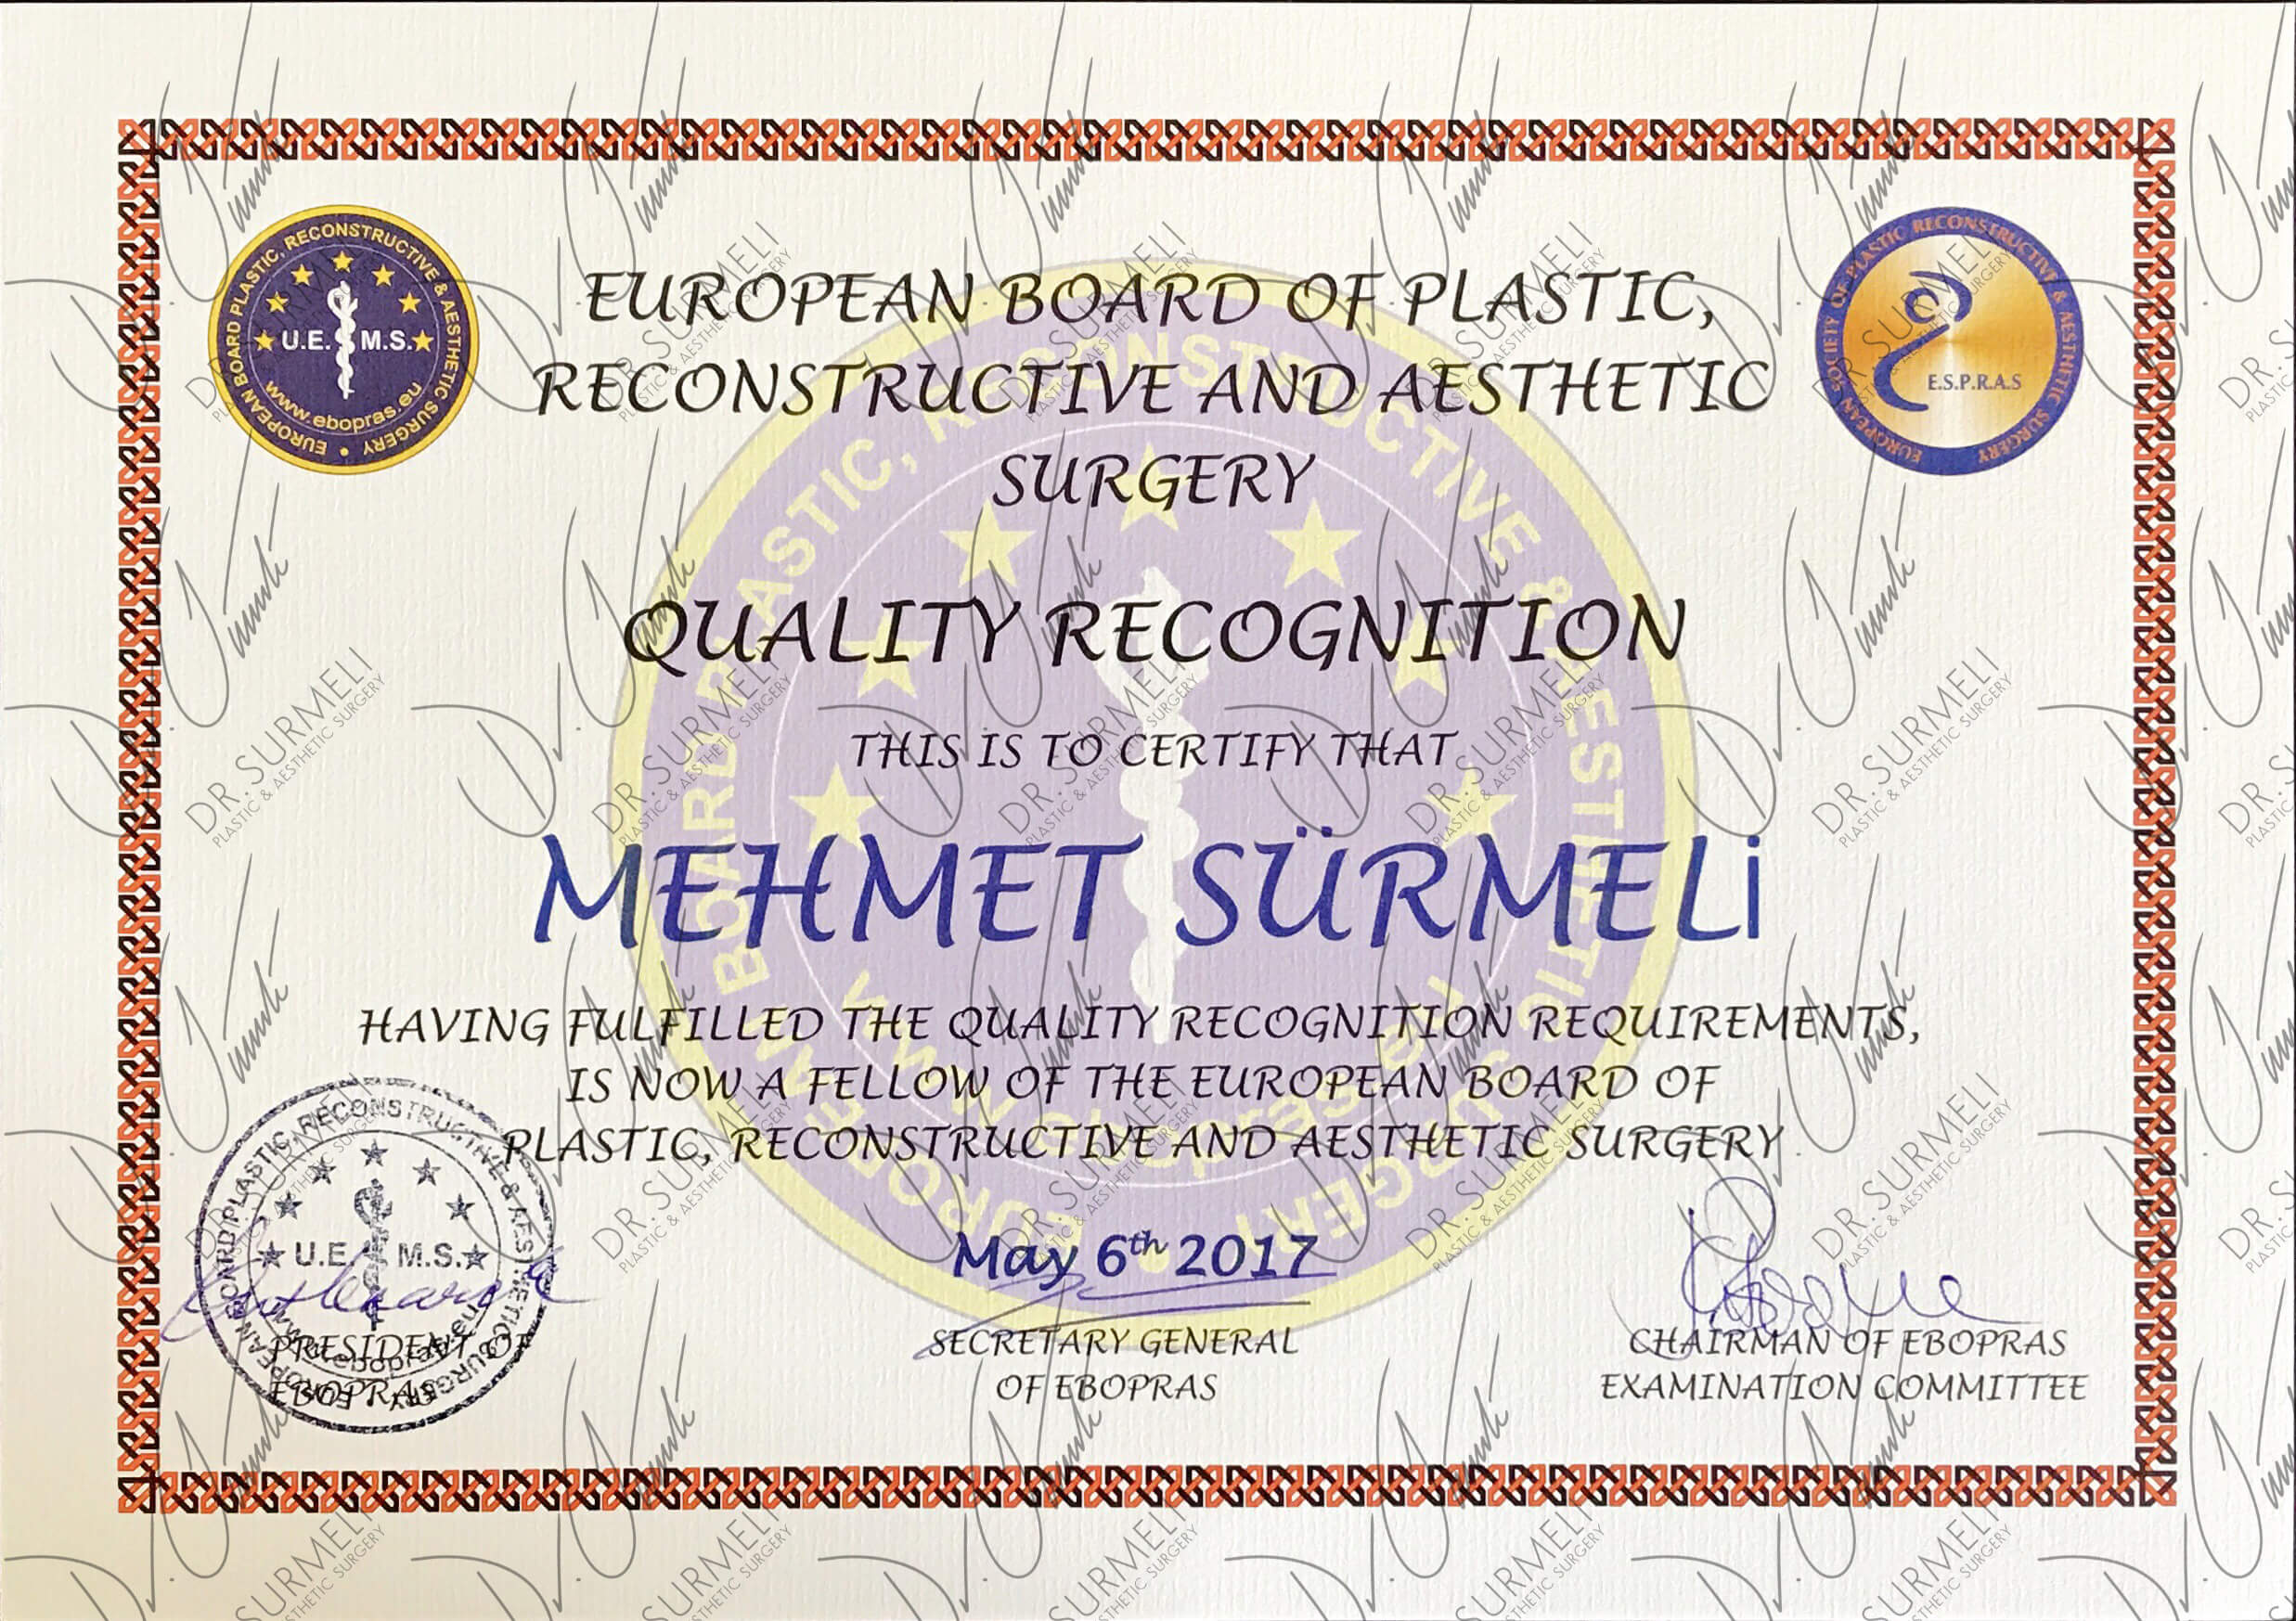 EUROPEAN BOARD PLASTIC, RECONSTRUCTIVE & AESTHETIC SURGERY
U.E. M.S.
www.ebopras.eu
EUROPEAN SOCIETY OF PLASTIC RECONSTRUCTIVE & AESTHETIC SURGERY
E.S.P.R.A.S
EUROPEAN BOARD OF PLASTIC,
RECONSTRUCTIVE AND AESTHETIC
SURGERY
QUALITY RECOGNITION
THIS IS TO CERTIFY THAT
MEHMET SÜRMELİ
HAVING FULFILLED THE QUALITY RECOGNITION REQUIREMENTS,
IS NOW A FELLOW OF THE EUROPEAN BOARD OF
PLASTIC, RECONSTRUCTIVE AND AESTHETIC SURGERY
May 6th 2017
EUROPEAN BOARD PLASTIC, RECONSTRUCTIVE & AESTHETIC SURGERY
U.E. M.S.
www.ebopras.eu
PRESIDENT OF
EBOPRAS
SECRETARY GENERAL
OF EBOPRAS
CHAIRMAN OF EBOPRAS
EXAMINATION COMMITTEE
DR. SURMELI
PLASTIC & AESTHETIC SURGERY